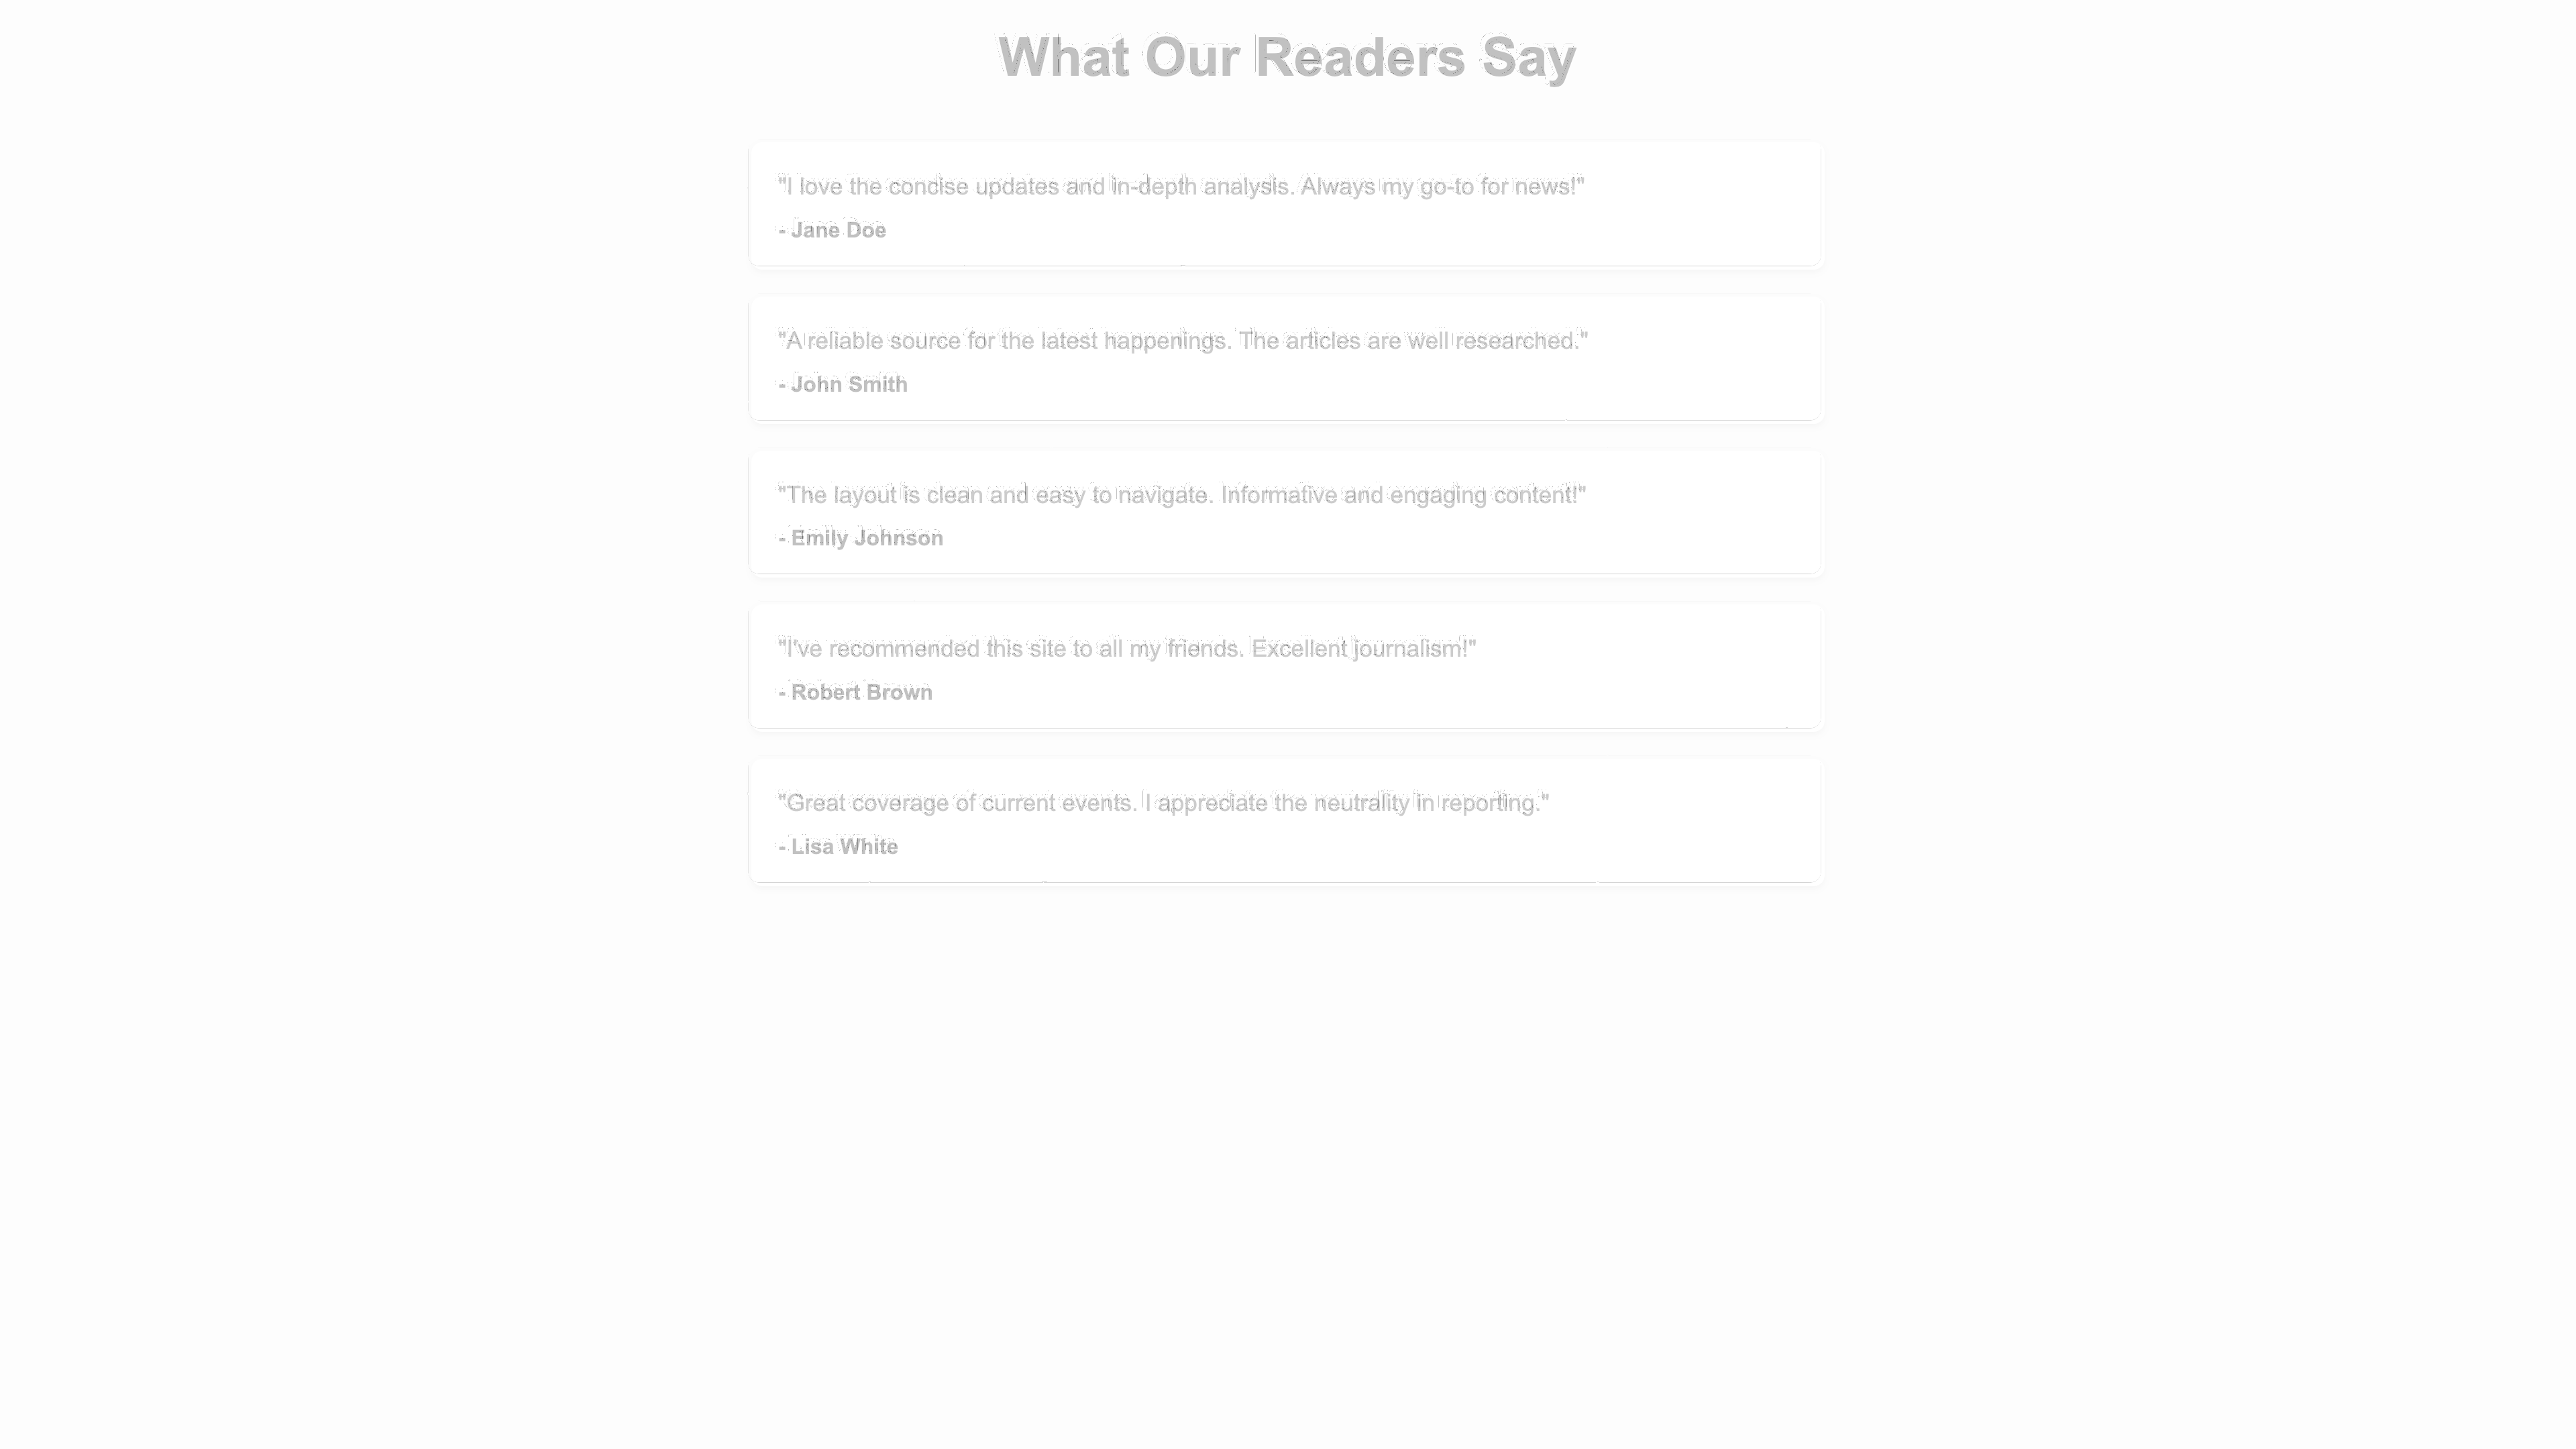 What Our Readers Say
"I love the concise updates and in-depth analysis. Always my go-to for news!"
- Jane Doe
"A reliable source for the latest happenings. The articles are well researched."
- John Smith
"The layout is clean and easy to navigate. Informative and engaging content!"
- Emily Johnson
"I've recommended this site to all my friends. Excellent journalism!"
- Robert Brown
"Great coverage of current events. I appreciate the neutrality in reporting."
- Lisa White